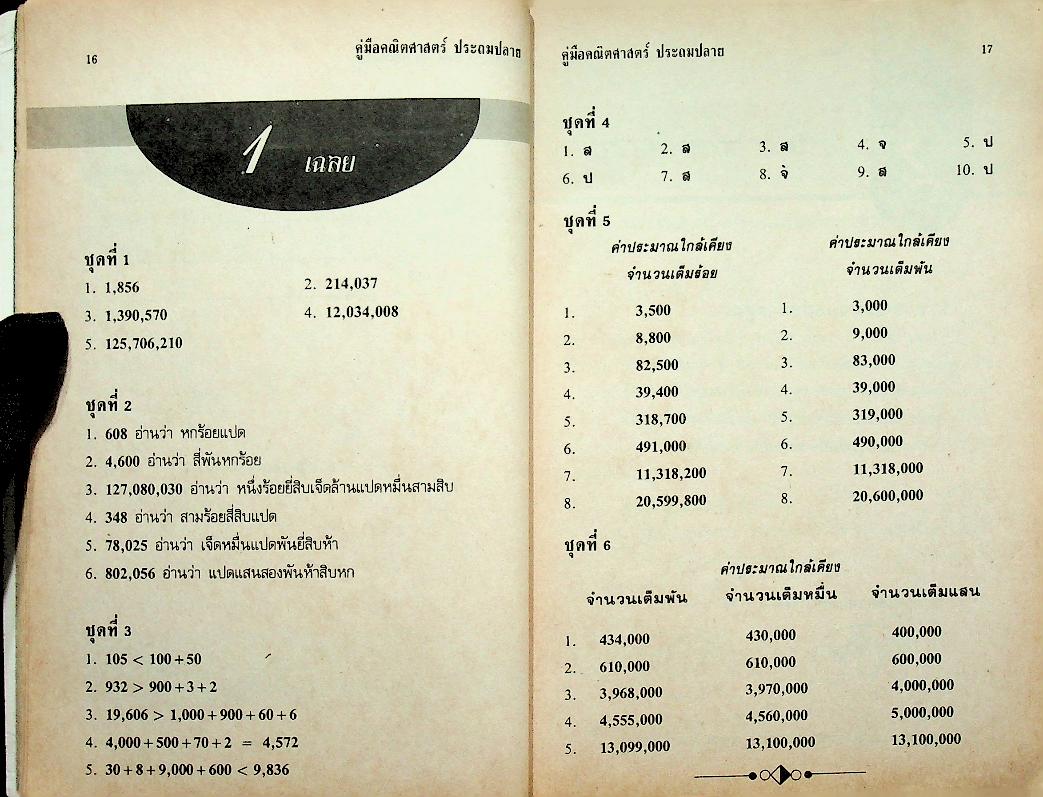 16
คู่มือคณิตศาสตร์ ประถมปลาย
1 เฉลย
ชุดที่ 1
1. 1,856 2. 214,037
3. 1,390,570 4. 12,034,008
5. 125,706,210
ชุดที่ 2
1. 608 อ่านว่า หกร้อยแปด
2. 4,600 อ่านว่า สี่พันหกร้อย
3. 127,080,030 อ่านว่า หนึ่งร้อยยี่สิบเจ็ดล้านแปดหมื่นสามสิบ
4. 348 อ่านว่า สามร้อยสี่สิบแปด
5. 78,025 อ่านว่า เจ็ดหมื่นแปดพันยี่สิบห้า
6. 802,056 อ่านว่า แปดแสนสองพันห้าสิบหก
ชุดที่ 3
1. 105 < 100+50
2. 932 > 900+3+2
3. 19,606 > 1,000+900+60+6
4. 4,000+500+70+2 = 4,572
5. 30+8+9,000+600 < 9,836
คู่มือคณิตศาสตร์ ประถมปลาย
17
ชุดที่ 4
1. ส 2. ส 3. ส 4. จ 5. ป
6. ป 7. ส 8. จ 9. ส 10. ป
ชุดที่ 5
ค่าประมาณใกล้เคียง ค่าประมาณใกล้เคียง
จำนวนเต็มร้อย จำนวนเต็มพัน
1. 3,500 1. 3,000
2. 8,800 2. 9,000
3. 82,500 3. 83,000
4. 39,400 4. 39,000
5. 318,700 5. 319,000
6. 491,000 6. 490,000
7. 11,318,200 7. 11,318,000
8. 20,599,800 8. 20,600,000
ชุดที่ 6
ค่าประมาณใกล้เคียง
จำนวนเต็มพัน จำนวนเต็มหมื่น จำนวนเต็มแสน
1. 434,000 430,000 400,000
2. 610,000 610,000 600,000
3. 3,968,000 3,970,000 4,000,000
4. 4,555,000 4,560,000 5,000,000
5. 13,099,000 13,100,000 13,100,000